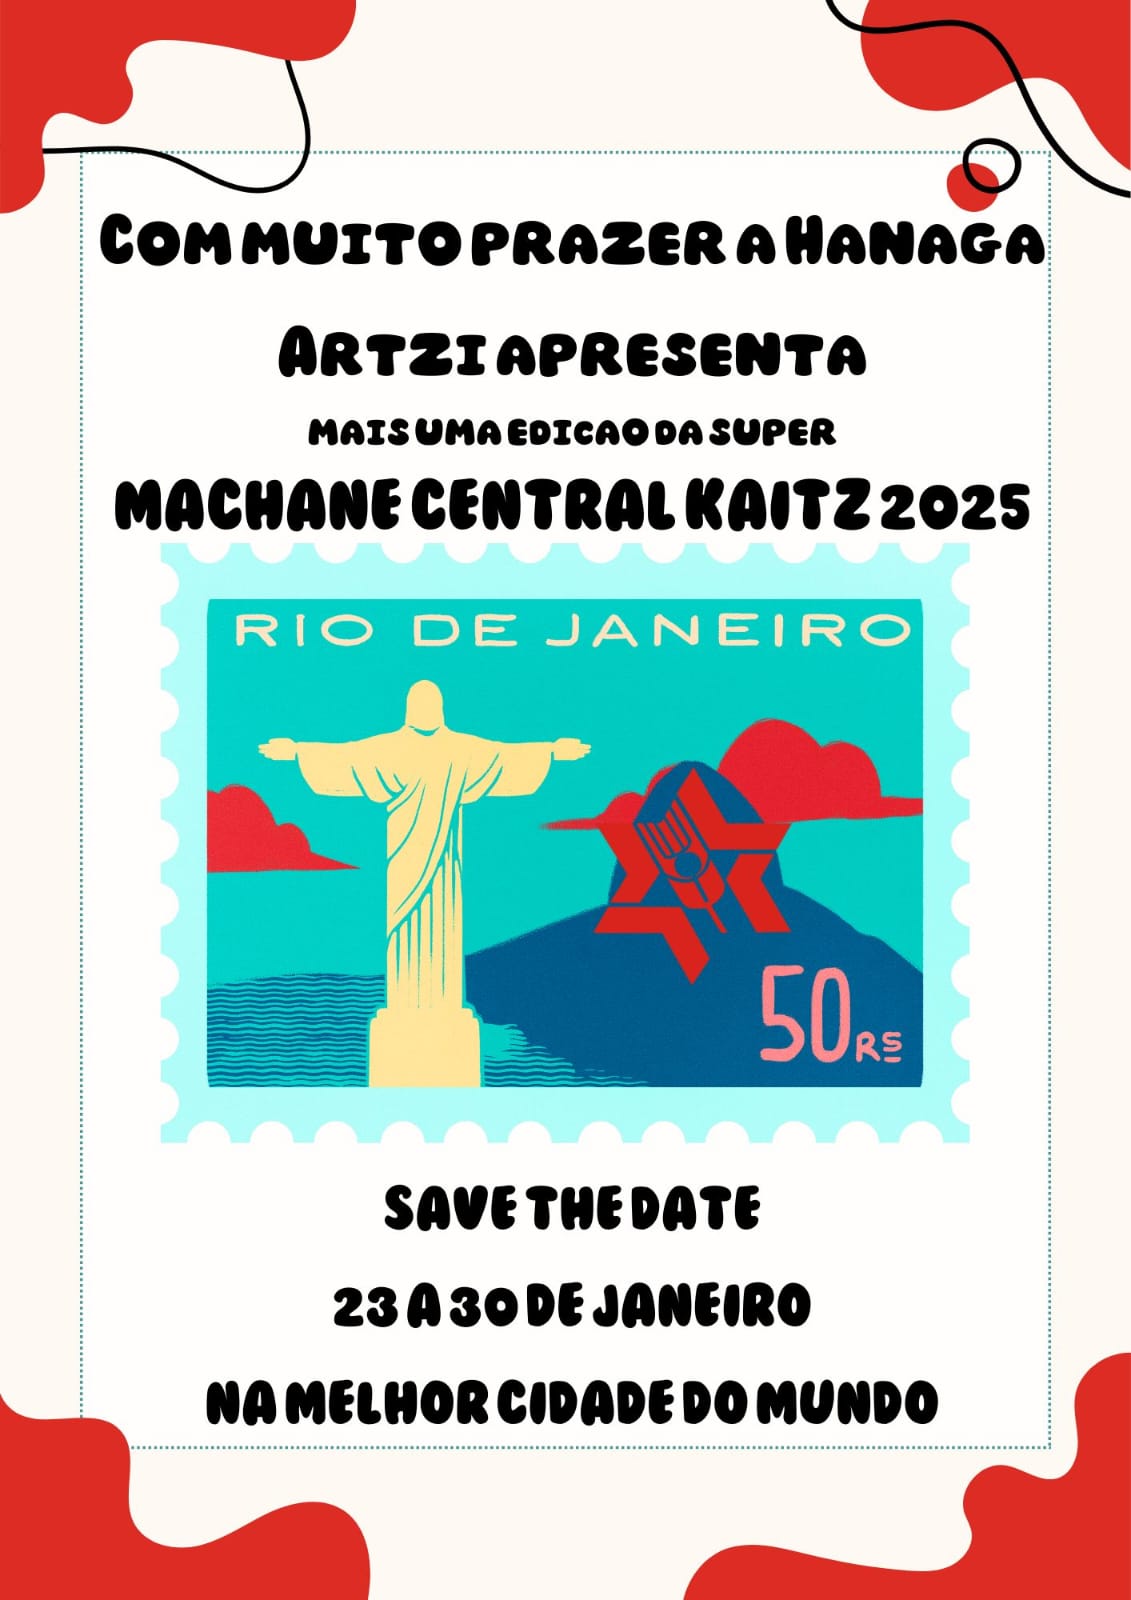 COM MUITO PRAZER A HANAGA
ARTZI APRESENTA
MAIS UMA EDICAO DA SUPER
MACHANE CENTRAL KAITZ 2025
RIO DE JANEIRO
50 RS
SAVE THE DATE
23 A 30 DE JANEIRO
NA MELHOR CIDADE DO MUNDO